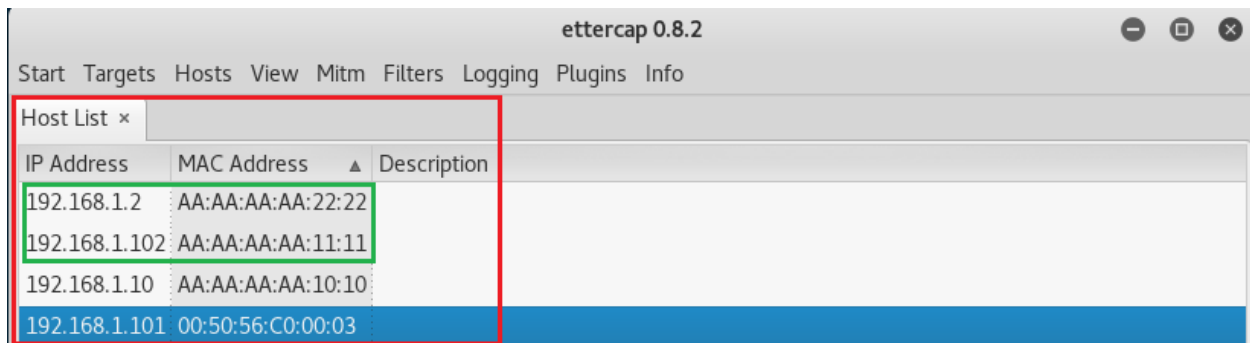 ettercap 0.8.2
Start Targets Hosts View Mitm Filters Logging Plugins Info
Host List ×
IP Address MAC Address ▲ Description
192.168.1.2 AA:AA:AA:AA:22:22
192.168.1.102 AA:AA:AA:AA:11:11
192.168.1.10 AA:AA:AA:AA:10:10
192.168.1.101 00:50:56:C0:00:03